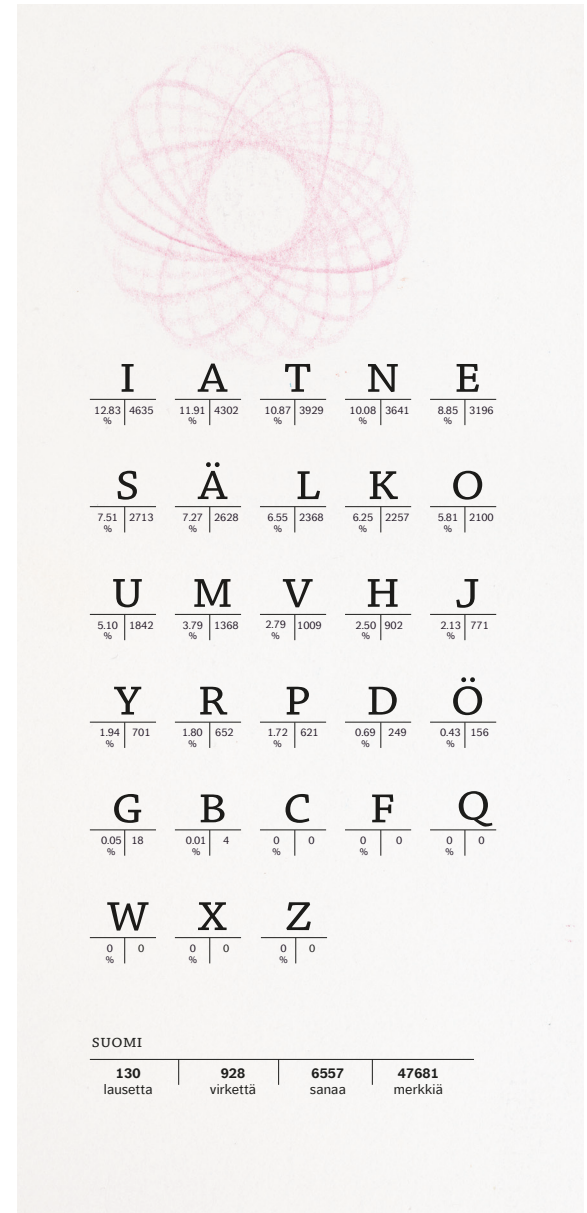 I A T N E
12.83 % 4635 11.91 % 4302 10.87 % 3929 10.08 % 3641 8.85 % 3196
S Ä L K O
7.51 % 2713 7.27 % 2628 6.55 % 2368 6.25 % 2257 5.81 % 2100
U M V H J
5.10 % 1842 3.79 % 1368 2.79 % 1009 2.50 % 902 2.13 % 771
Y R P D Ö
1.94 % 701 1.80 % 652 1.72 % 621 0.69 % 249 0.43 % 156
G B C F Q
0.05 % 18 0.01 % 4 0 % 0 0 % 0 0 % 0
W X Z
0 % 0 0 % 0 0 % 0
SUOMI
130 928 6557 47681
lausetta virkettä sanaa merkkiä